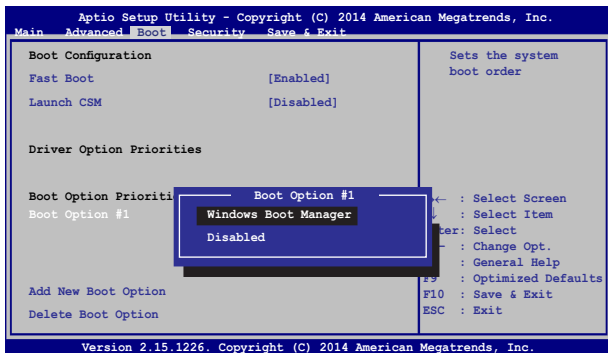 Aptio Setup Utility - Copyright (C) 2014 American Megatrends, Inc.
Main Advanced Boot Security Save & Exit
Boot Configuration
Fast Boot [Enabled]
Launch CSM [Disabled]
Driver Option Priorities
Boot Option Prioriti
Boot Option #1
Add New Boot Option
Delete Boot Option
Boot Option #1
Windows Boot Manager
Disabled
Sets the system
boot order
← : Select Screen
: Select Item
ter: Select
- : Change Opt.
: General Help
F9 : Optimized Defaults
F10 : Save & Exit
ESC : Exit
Version 2.15.1226. Copyright (C) 2014 American Megatrends, Inc.